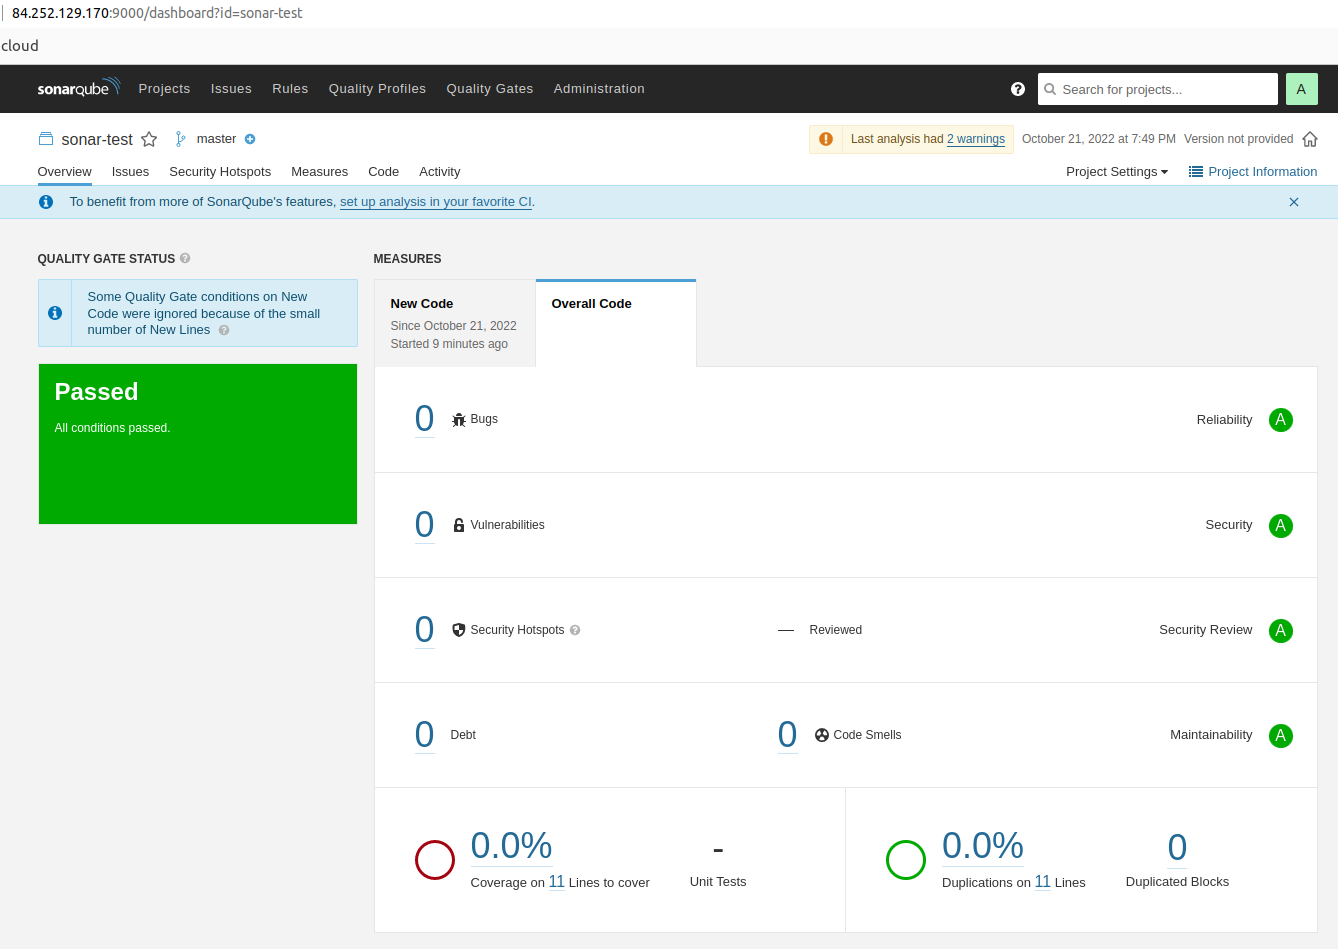 84.252.129.170:9000/dashboard?id=sonar-test
cloud
sonarqube Projects Issues Rules Quality Profiles Quality Gates Administration ? Search for projects... A
sonar-test master Last analysis had 2 warnings October 21, 2022 at 7:49 PM Version not provided
Overview Issues Security Hotspots Measures Code Activity Project Settings Project Information
To benefit from more of SonarQube's features, set up analysis in your favorite CI.
QUALITY GATE STATUS ?
Some Quality Gate conditions on New
Code were ignored because of the small
number of New Lines ?
Passed
All conditions passed.
MEASURES
New Code
Since October 21, 2022
Started 9 minutes ago
Overall Code
0 Bugs Reliability A
0 Vulnerabilities Security A
0 Security Hotspots ? — Reviewed Security Review A
0 Debt 0 Code Smells Maintainability A
0.0% - 0.0% 0
Coverage on 11 Lines to cover Unit Tests Duplications on 11 Lines Duplicated Blocks